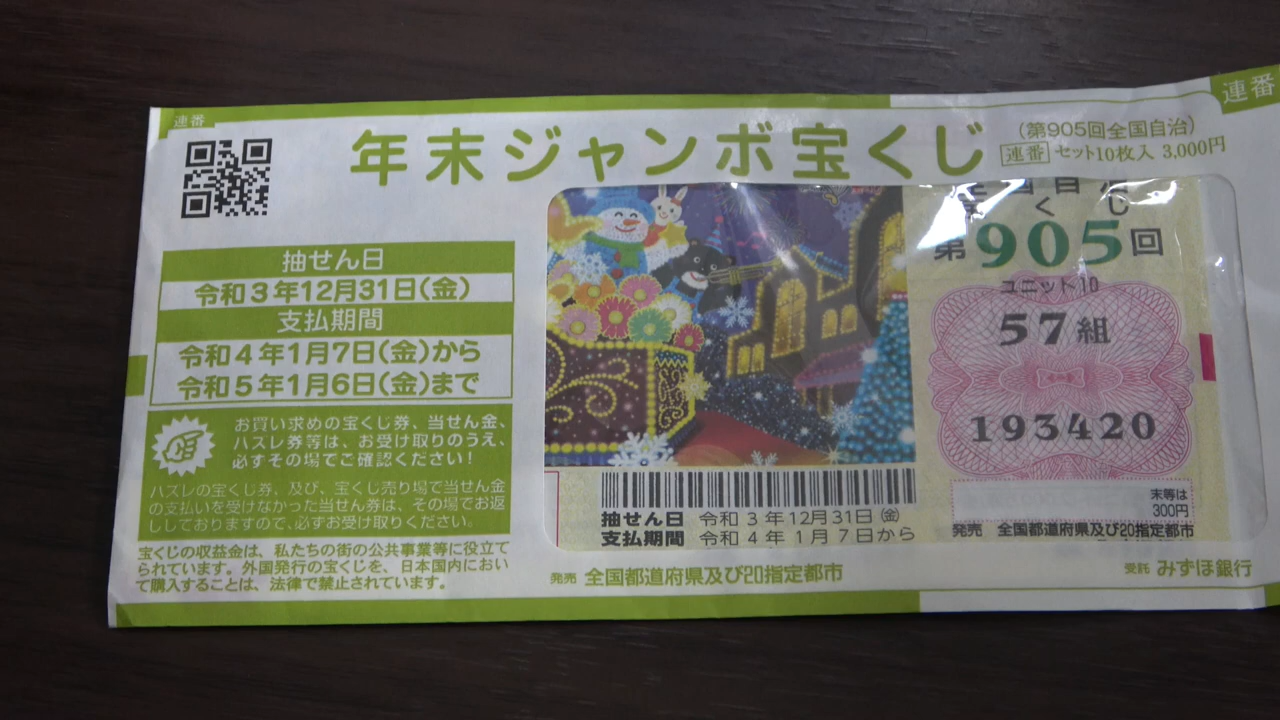 連番
連番
年末ジャンボ宝くじ
(第905回全国自治)
連番 セット10枚入 3,000円
抽せん日
令和3年12月31日(金)
支払期間
令和4年1月7日(金)から
令和5年1月6日(金)まで
お買い求めの宝くじ券、当せん金、
ハズレ券等は、お受け取りのうえ、
必ずその場でご確認ください!
ハズレの宝くじ券、及び、宝くじ売り場で当せん金
の支払いを受けなかった当せん券は、その場でお返
ししておりますので、必ずお受け取りください。
宝くじの収益金は、私たちの街の公共事業等に役立て
られています。外国発行の宝くじを、日本国内におい
て購入することは、法律で禁止されています。
くじ
第905回
ユニット10
57組
193420
末等は
300円
抽せん日 令和3年12月31日(金)
支払期間 令和4年1月7日から
発売 全国都道府県及び20指定都市
発売 全国都道府県及び20指定都市
受託 みずほ銀行